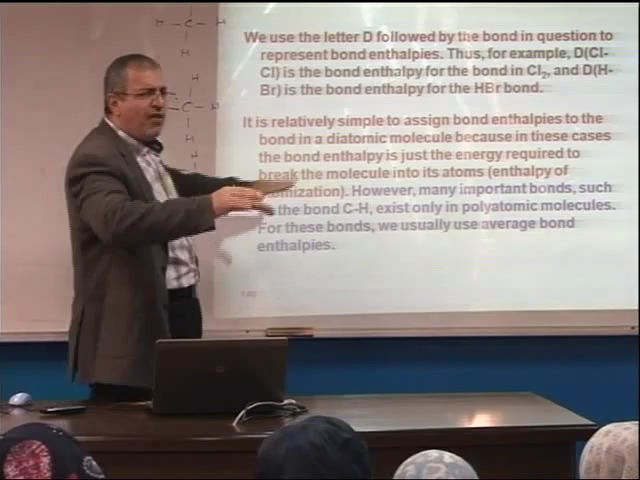 H
H C H
H
H
C H
H
We use the letter D followed by the bond in question to
represent bond enthalpies. Thus, for example, D(Cl-
Cl) is the bond enthalpy for the bond in Cl2, and D(H-
Br) is the bond enthalpy for the HBr bond.
It is relatively simple to assign bond enthalpies to the
bond in a diatomic molecule because in these cases
the bond enthalpy is just the energy required to
break the molecule into its atoms (enthalpy of
However, many important bonds, such
the bond C-H, exist only in polyatomic molecules.
For these bonds, we usually use average bond
enthalpies.